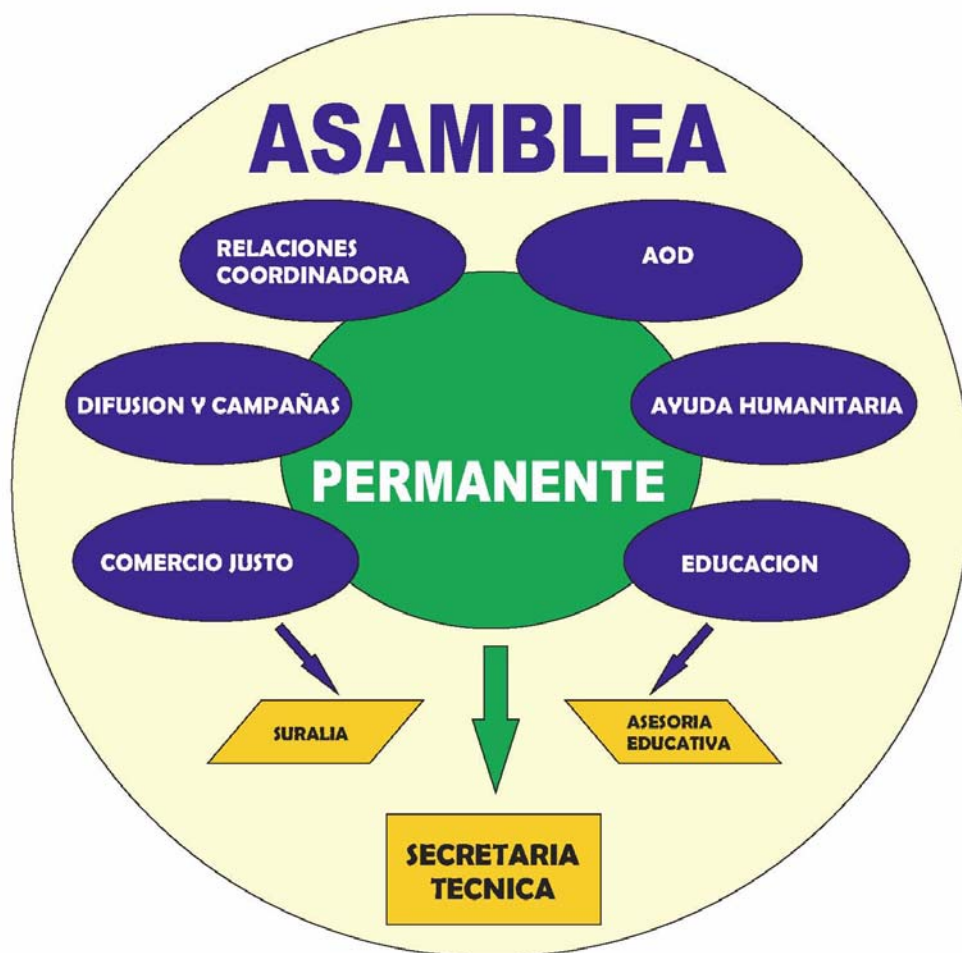 ASAMBLEA
RELACIONES
COORDINADORA
AOD
DIFUSION Y CAMPAÑAS
AYUDA HUMANITARIA
PERMANENTE
COMERCIO JUSTO
EDUCACION
SURALIA
ASESORIA
EDUCATIVA
SECRETARIA
TECNICA